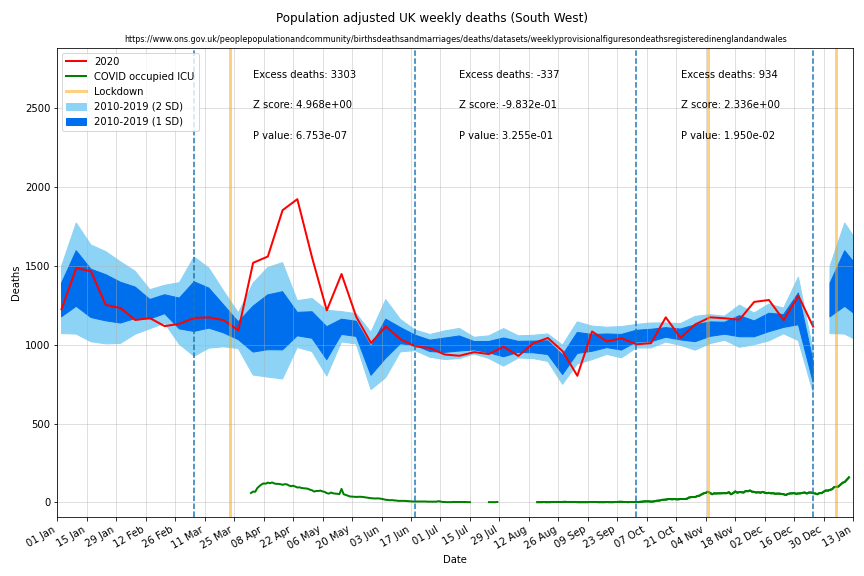 Population adjusted UK weekly deaths (South West)
https://www.ons.gov.uk/peoplepopulationandcommunity/birthsdeathsandmarriages/deaths/datasets/weeklyprovisionalfiguresondeathsregisteredinenglandandwales
2020
COVID occupied ICU
Lockdown
2010-2019 (2 SD)
2010-2019 (1 SD)
Excess deaths: 3303
Z score: 4.968e+00
P value: 6.753e-07
Excess deaths: -337
Z score: -9.832e-01
P value: 3.255e-01
Excess deaths: 934
Z score: 2.336e+00
P value: 1.950e-02
Deaths
2500
2000
1500
1000
500
0
01 Jan
15 Jan
29 Jan
12 Feb
26 Feb
11 Mar
25 Mar
08 Apr
22 Apr
06 May
20 May
03 Jun
17 Jun
01 Jul
15 Jul
29 Jul
12 Aug
26 Aug
09 Sep
23 Sep
07 Oct
21 Oct
04 Nov
18 Nov
02 Dec
16 Dec
30 Dec
13 Jan
Date